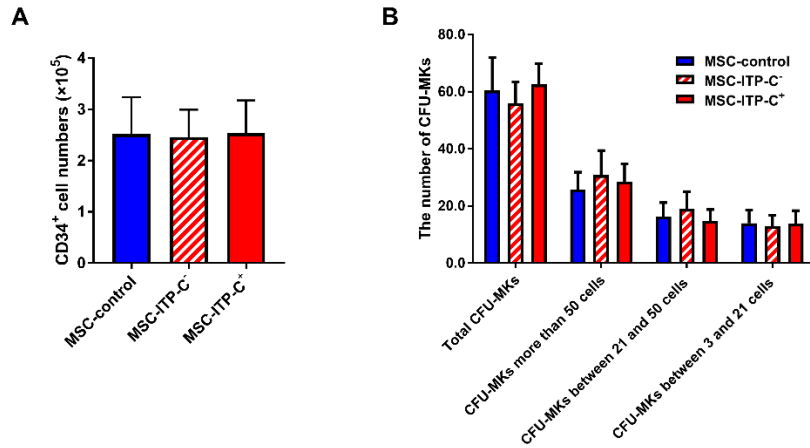 A
CD34⁺ cell numbers (×10⁵)
4
3
2
1
0
MSC-control
MSC-ITP-C⁻
MSC-ITP-C⁺
B
The number of CFU-MKs
80.0
60.0
40.0
20.0
0.0
MSC-control
MSC-ITP-C⁻
MSC-ITP-C⁺
Total CFU-MKs
CFU-MKs more than 50 cells
CFU-MKs between 21 and 50 cells
CFU-MKs between 3 and 21 cells